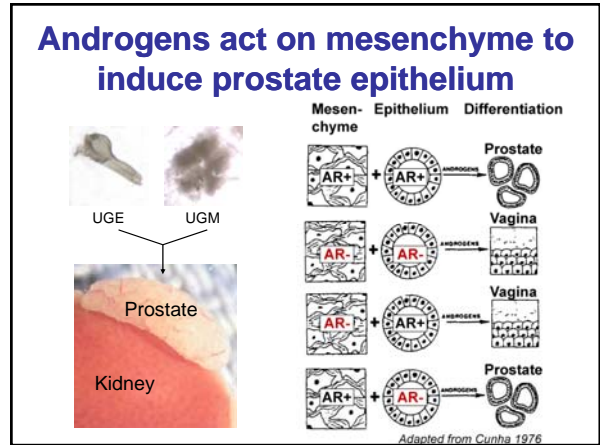 Androgens act on mesenchyme to
induce prostate epithelium
UGE UGM
Prostate
Kidney
Mesen- Epithelium Differentiation
chyme
Prostate
AR+ + AR+ ANDROGENS
Vagina
AR- + AR- ANDROGENS
Vagina
AR- + AR+ ANDROGENS
Prostate
AR+ + AR- ANDROGENS
Adapted from Cunha 1976